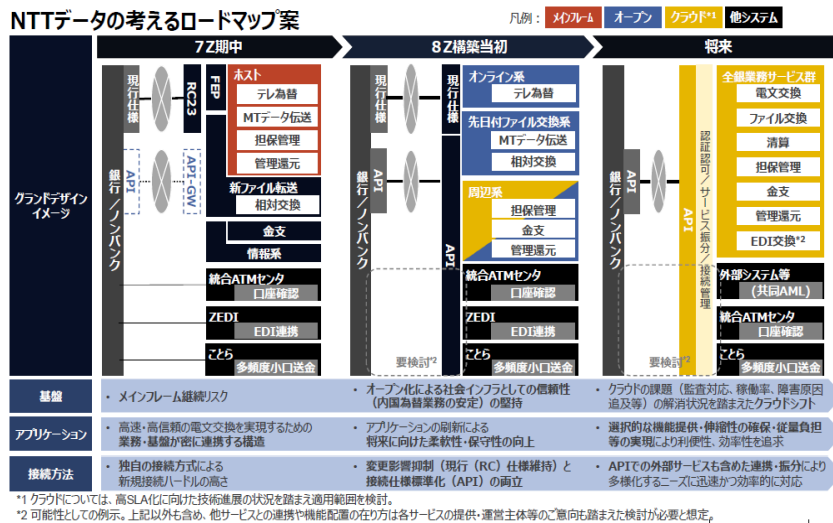 NTTデータの考えるロードマップ案
凡例：
メインフレーム
オープン
クラウド*1
他システム
7Z期中
8Z構築当初
将来
グランドデザイン
イメージ
銀行／ノンバンク
現行仕様
API
RC23
API-GW
FEP
ホスト
テレ為替
MTデータ伝送
担保管理
管理還元
新ファイル転送
相対交換
金支
情報系
統合ATMセンタ
口座確認
ZEDI
EDI連携
ことら
多頻度小口送金
銀行／ノンバンク
現行仕様
API
現行仕様
API
オンライン系
テレ為替
先日付ファイル交換系
MTデータ伝送
相対交換
周辺系
担保管理
金支
管理還元
統合ATMセンタ
口座確認
ZEDI
EDI連携
ことら
多頻度小口送金
要検討*2
銀行／ノンバンク
API
API
認証認可／サービス振分／接続管理
全銀業務サービス群
電文交換
ファイル交換
清算
担保管理
金支
管理還元
EDI交換*2
外部システム等
(共同AML)
統合ATMセンタ
口座確認
ことら
多頻度小口送金
要検討*2
基盤
・ メインフレーム継続リスク
・ オープン化による社会インフラとしての信頼性
（内国為替業務の安定）の堅持
・ クラウドの課題（監査対応、稼働率、障害原因
追及等）の解消状況を踏まえたクラウドシフト
アプリケーション
・ 高速・高信頼の電文交換を実現するための
業務・基盤が密に連携する構造
・ アプリケーションの刷新による
将来に向けた柔軟性・保守性の向上
・ 選択的な機能提供・伸縮性の確保・従量負担
等の実現により利便性、効率性を追求
接続方法
・ 独自の接続方式による
新規接続ハードルの高さ
・ 変更影響抑制（現行（RC）仕様維持）と
接続仕様標準化（API）の両立
・ APIでの外部サービスも含めた連携・振分により
多様化するニーズに迅速かつ効率的に対応
*1 クラウドについては、高SLA化に向けた技術進展の状況を踏まえ適用範囲を検討。
*2 可能性としての例示。上記以外も含め、他サービスとの連携や機能配置の在り方は各サービスの提供・運営主体等のご意向も踏まえた検討が必要と想定。